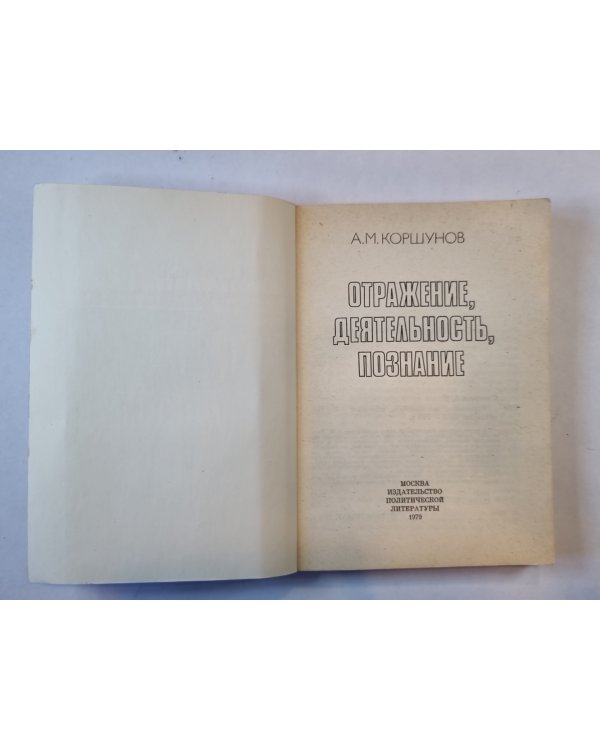 А.М. КОРШУНОВ
ОТРАЖЕНИЕ,
ДЕЯТЕЛЬНОСТЬ,
ПОЗНАНИЕ
МОСКВА
ИЗДАТЕЛЬСТВО
ПОЛИТИЧЕСКОЙ
ЛИТЕРАТУРЫ
1979